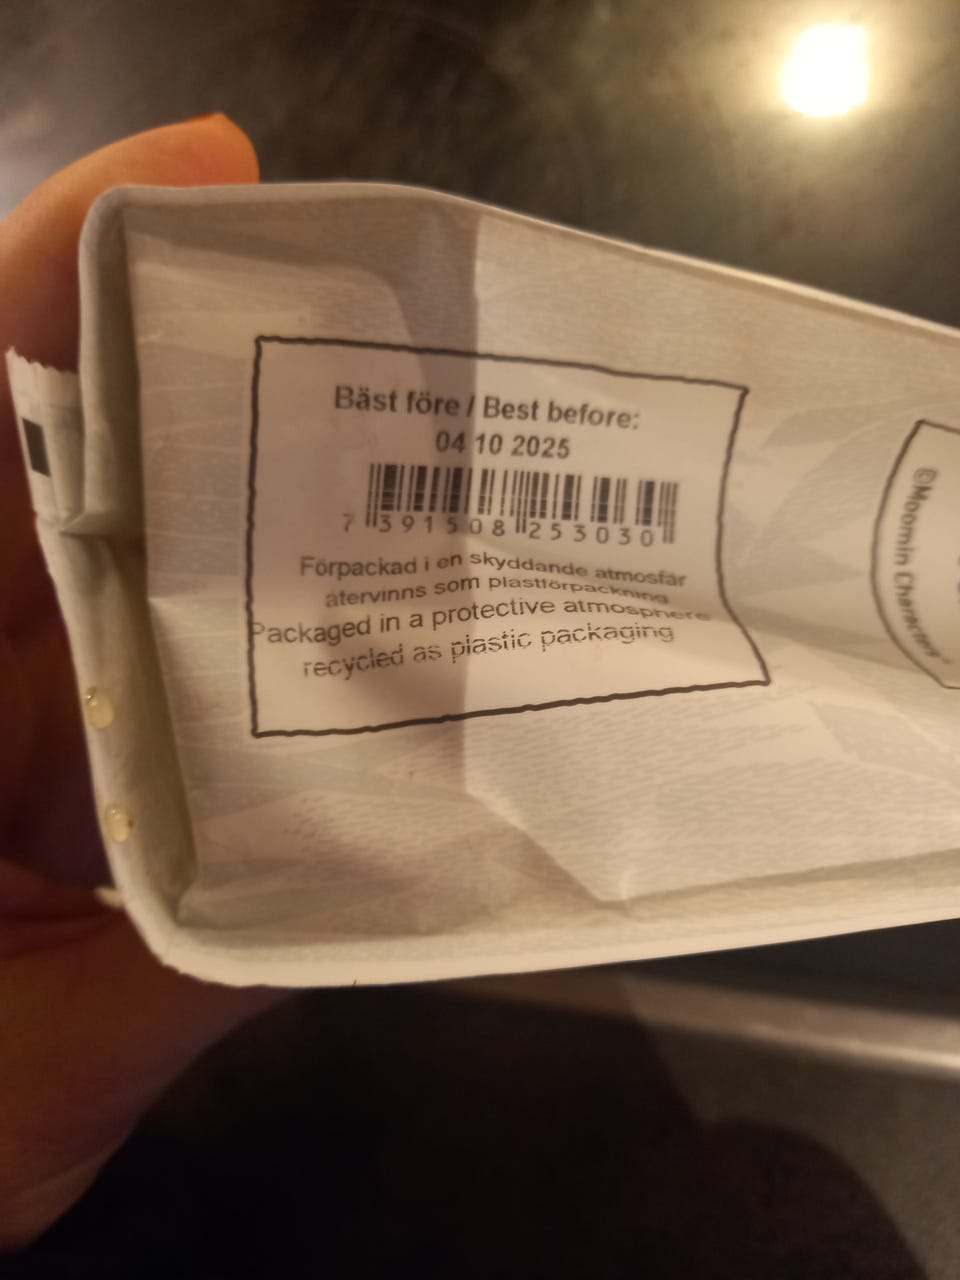 Bäst före / Best before:
04 10 2025
7 391508 253030
Förpackad i en skyddande atmosfär
återvinns som plastförpackning
Packaged in a protective atmosphere
recycled as plastic packaging
©Moomin Characters™